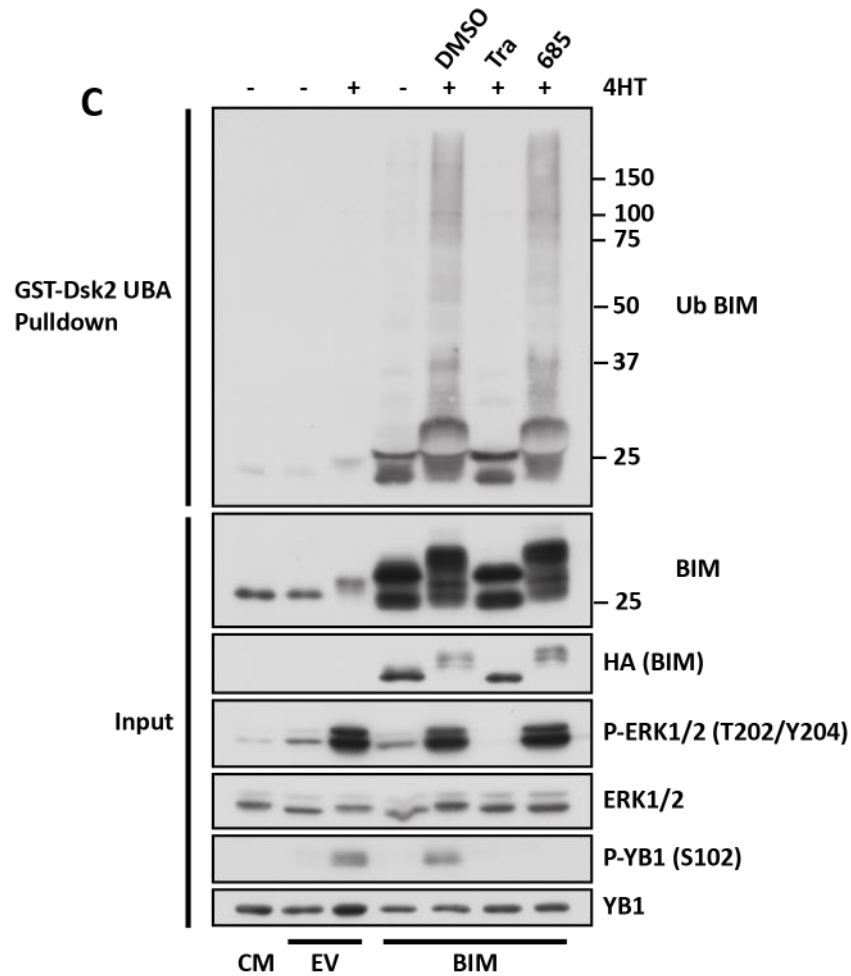 C
DMSO Tra 685
- - + - + + + 4HT
GST-Dsk2 UBA
Pulldown
150
100
75
50
37
25
Ub BIM
BIM
25
HA (BIM)
Input
P-ERK1/2 (T202/Y204)
ERK1/2
P-YB1 (S102)
YB1
CM EV BIM